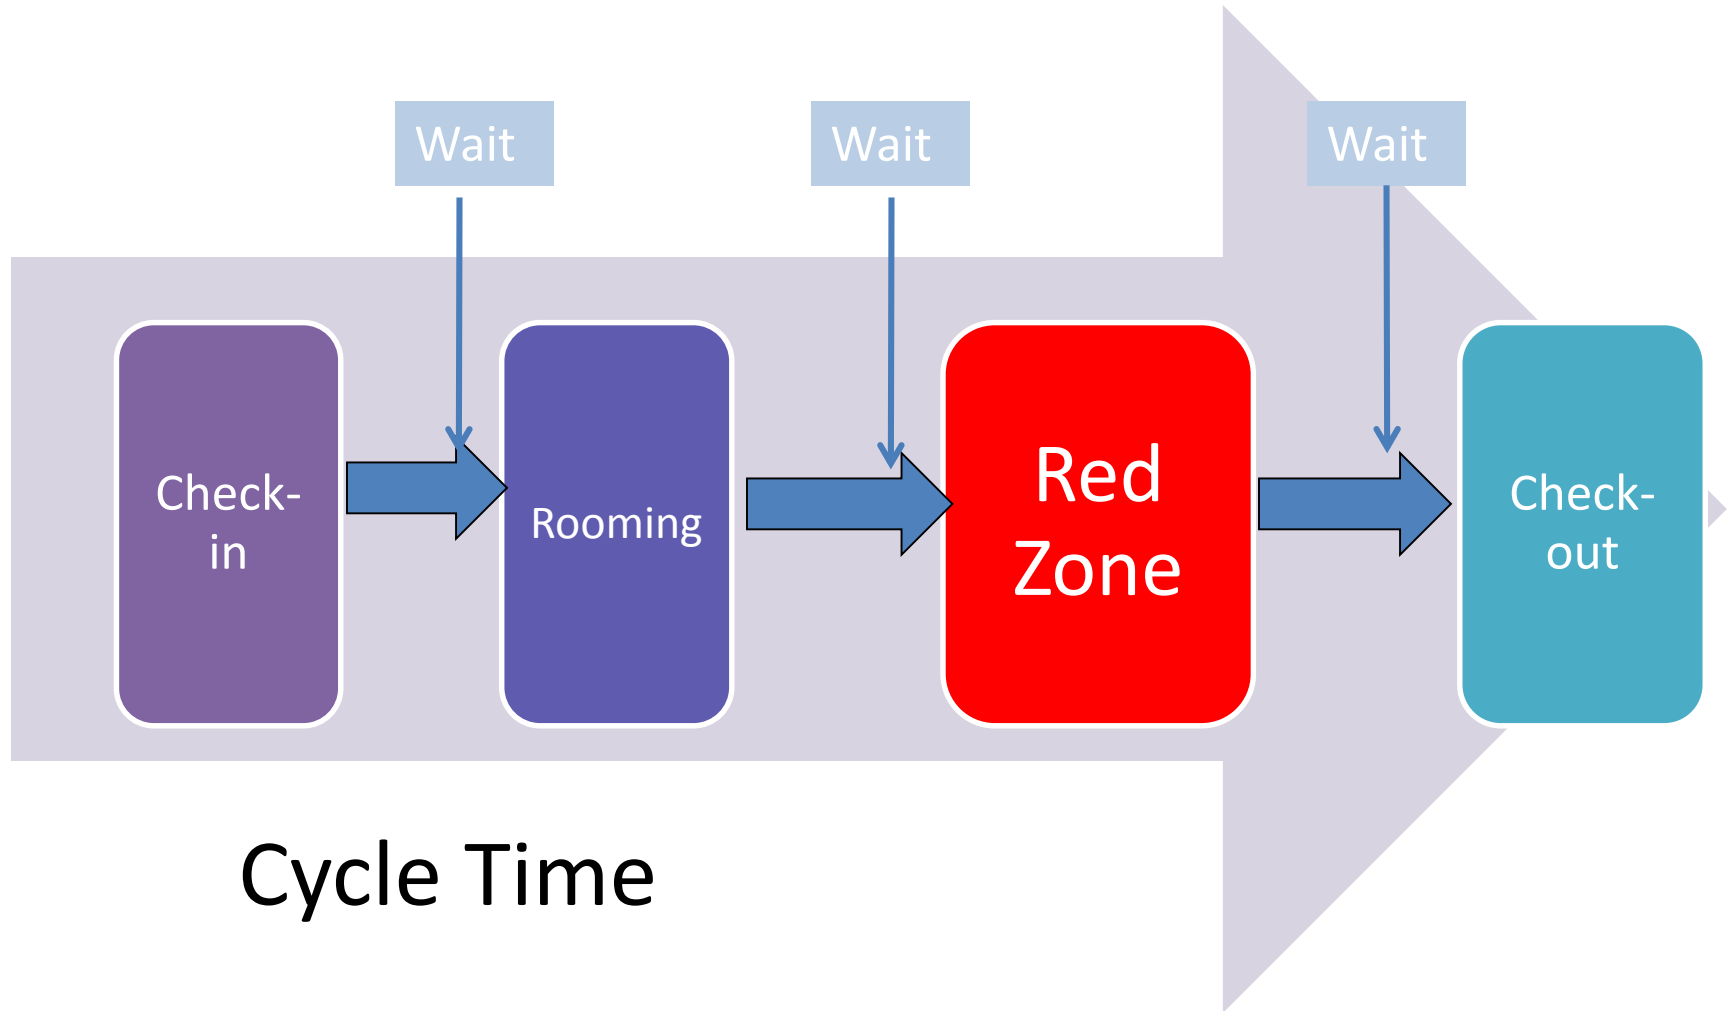 Wait
Wait
Wait
Check-
in
Rooming
Red
Zone
Check-
out
Cycle Time